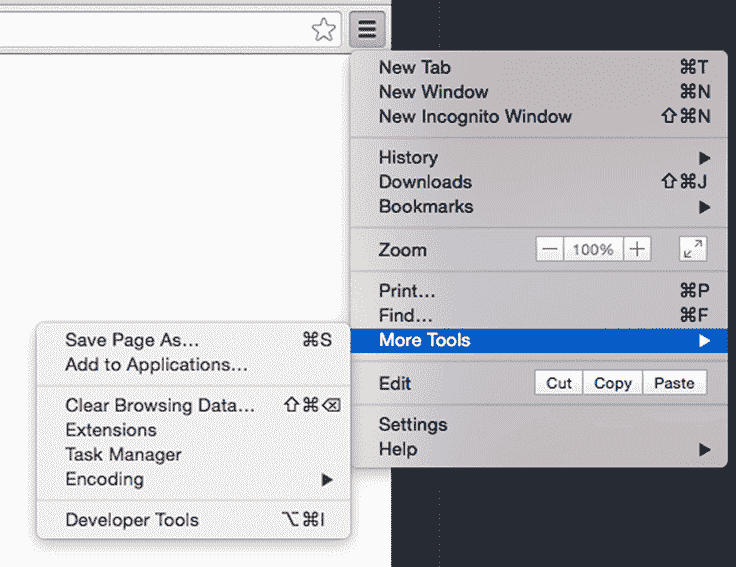 New Tab ⌘T
New Window ⌘N
New Incognito Window ⇧⌘N
History ▶
Downloads ⇧⌘J
Bookmarks ▶
Zoom − 100% +
Print... ⌘P
Find... ⌘F
More Tools ▶
Edit Cut Copy Paste
Settings
Help ▶
Save Page As... ⌘S
Add to Applications...
Clear Browsing Data... ⇧⌘⌫
Extensions
Task Manager
Encoding ▶
Developer Tools ⌥⌘I